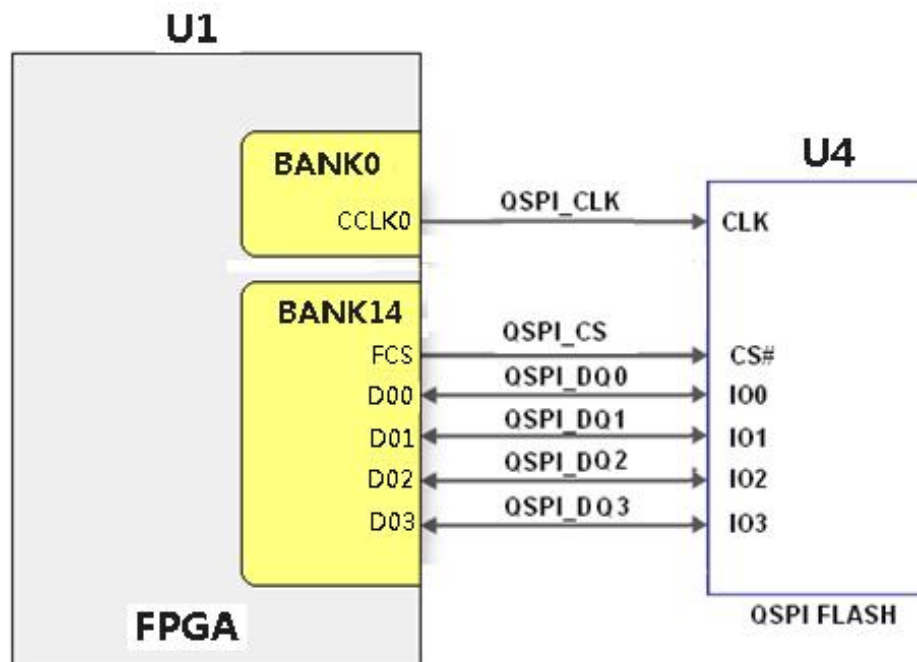 U1
U4
BANK0
CCLK0
QSPI_CLK
CLK
BANK14
FCS
QSPI_CS
CS#
D00
QSPI_DQ0
IO0
D01
QSPI_DQ1
IO1
D02
QSPI_DQ2
IO2
D03
QSPI_DQ3
IO3
FPGA
QSPI FLASH